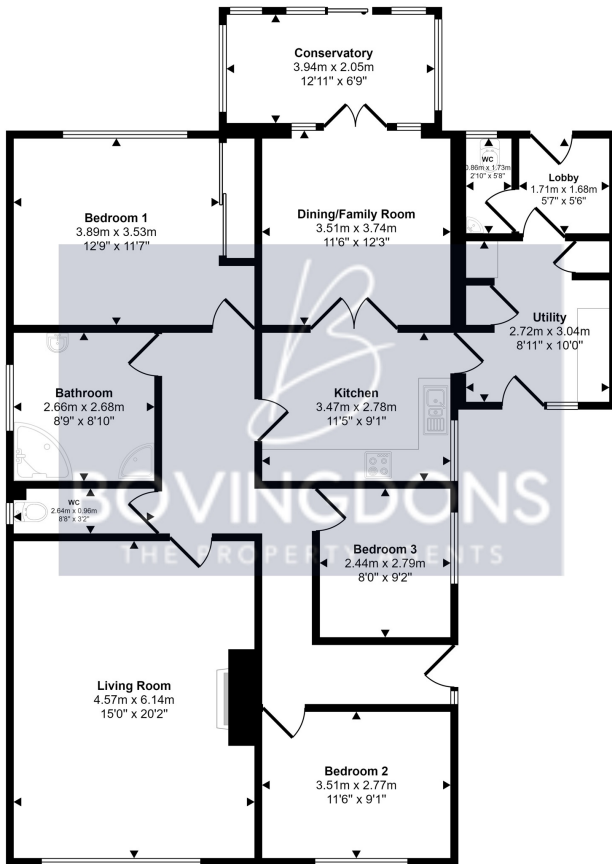 Conservatory
3.94m x 2.05m
12'11" x 6'9"
WC
0.86m x 1.73m
2'10" x 5'8"
Lobby
1.71m x 1.68m
5'7" x 5'6"
Bedroom 1
3.89m x 3.53m
12'9" x 11'7"
Dining/Family Room
3.51m x 3.74m
11'6" x 12'3"
Utility
2.72m x 3.04m
8'11" x 10'0"
B
Bathroom
2.66m x 2.68m
8'9" x 8'10"
Kitchen
3.47m x 2.78m
11'5" x 9'1"
BOVINGDONS
THE PROPERTY AGENTS
WC
2.64m x 0.96m
8'8" x 3'2"
Bedroom 3
2.44m x 2.79m
8'0" x 9'2"
Living Room
4.57m x 6.14m
15'0" x 20'2"
Bedroom 2
3.51m x 2.77m
11'6" x 9'1"